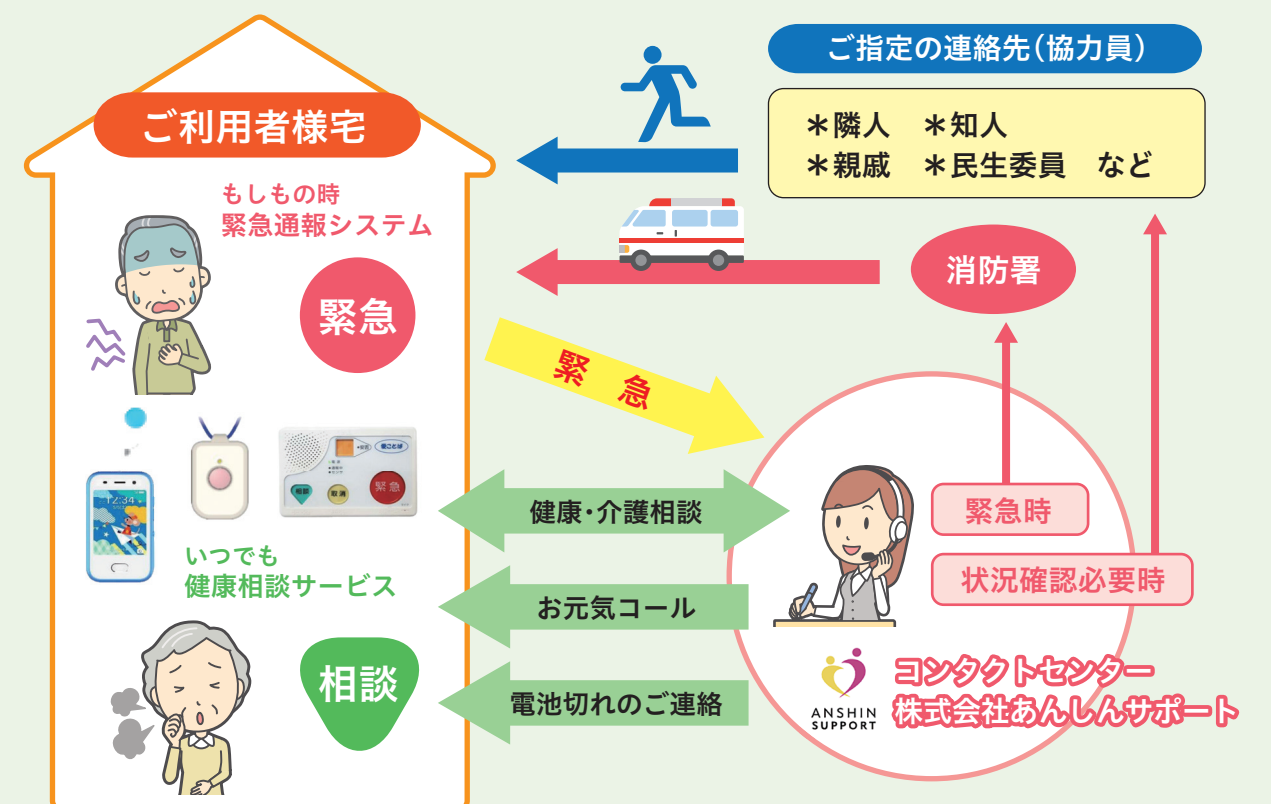 ご利用者様宅
もしもの時
緊急通報システム
緊急
12:34
相談
取消
緊急
いつでも
健康相談サービス
相談
ご指定の連絡先(協力員)
*隣人 *知人
*親戚 *民生委員 など
消防署
緊急
健康・介護相談
お元気コール
電池切れのご連絡
緊急時
状況確認必要時
ANSHIN
SUPPORT
コンタクトセンター
株式会社あんしんサポート